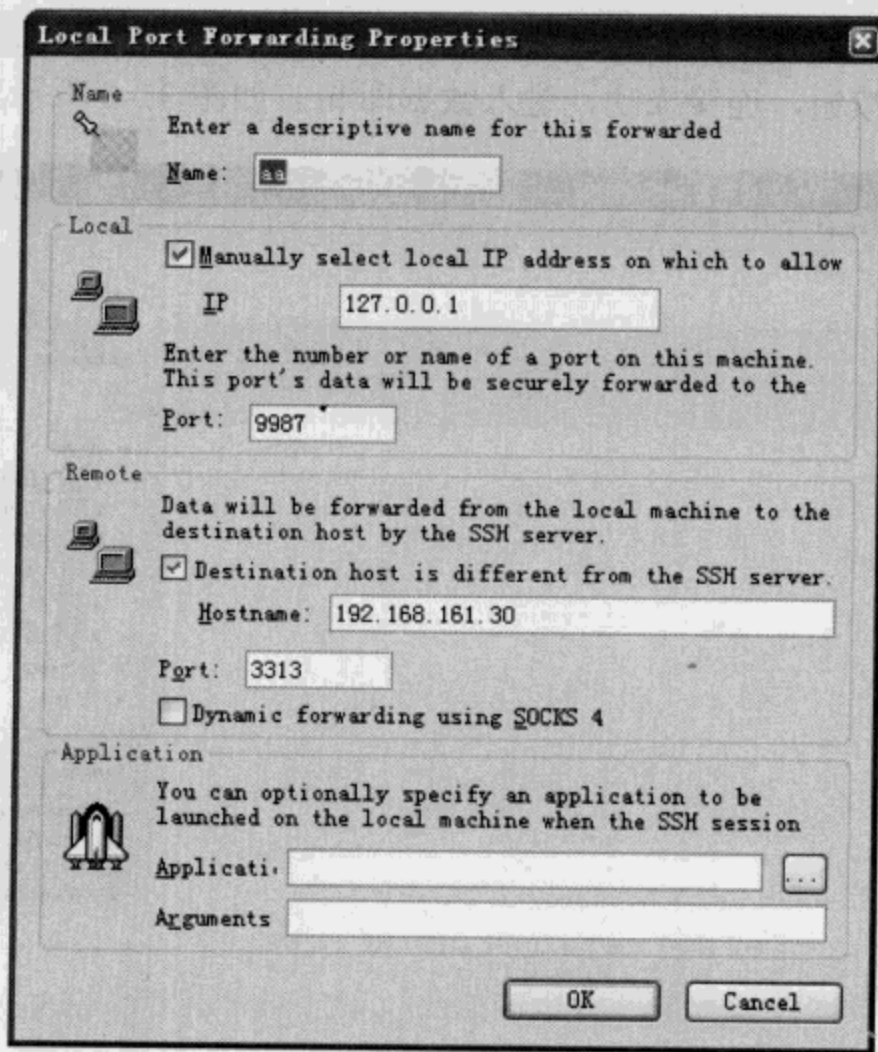 Local Port Forwarding Properties
Name
Enter a descriptive name for this forwarded
Name: aa
Local
Manually select local IP address on which to allow
IP 127.0.0.1
Enter the number or name of a port on this machine.
This port's data will be securely forwarded to the
Port: 9987
Remote
Data will be forwarded from the local machine to the
destination host by the SSH server.
Destination host is different from the SSH server.
Hostname: 192.168.161.30
Port: 3313
Dynamic forwarding using SOCKS 4
Application
You can optionally specify an application to be
launched on the local machine when the SSH session
Applicati
...
Arguments
OK Cancel